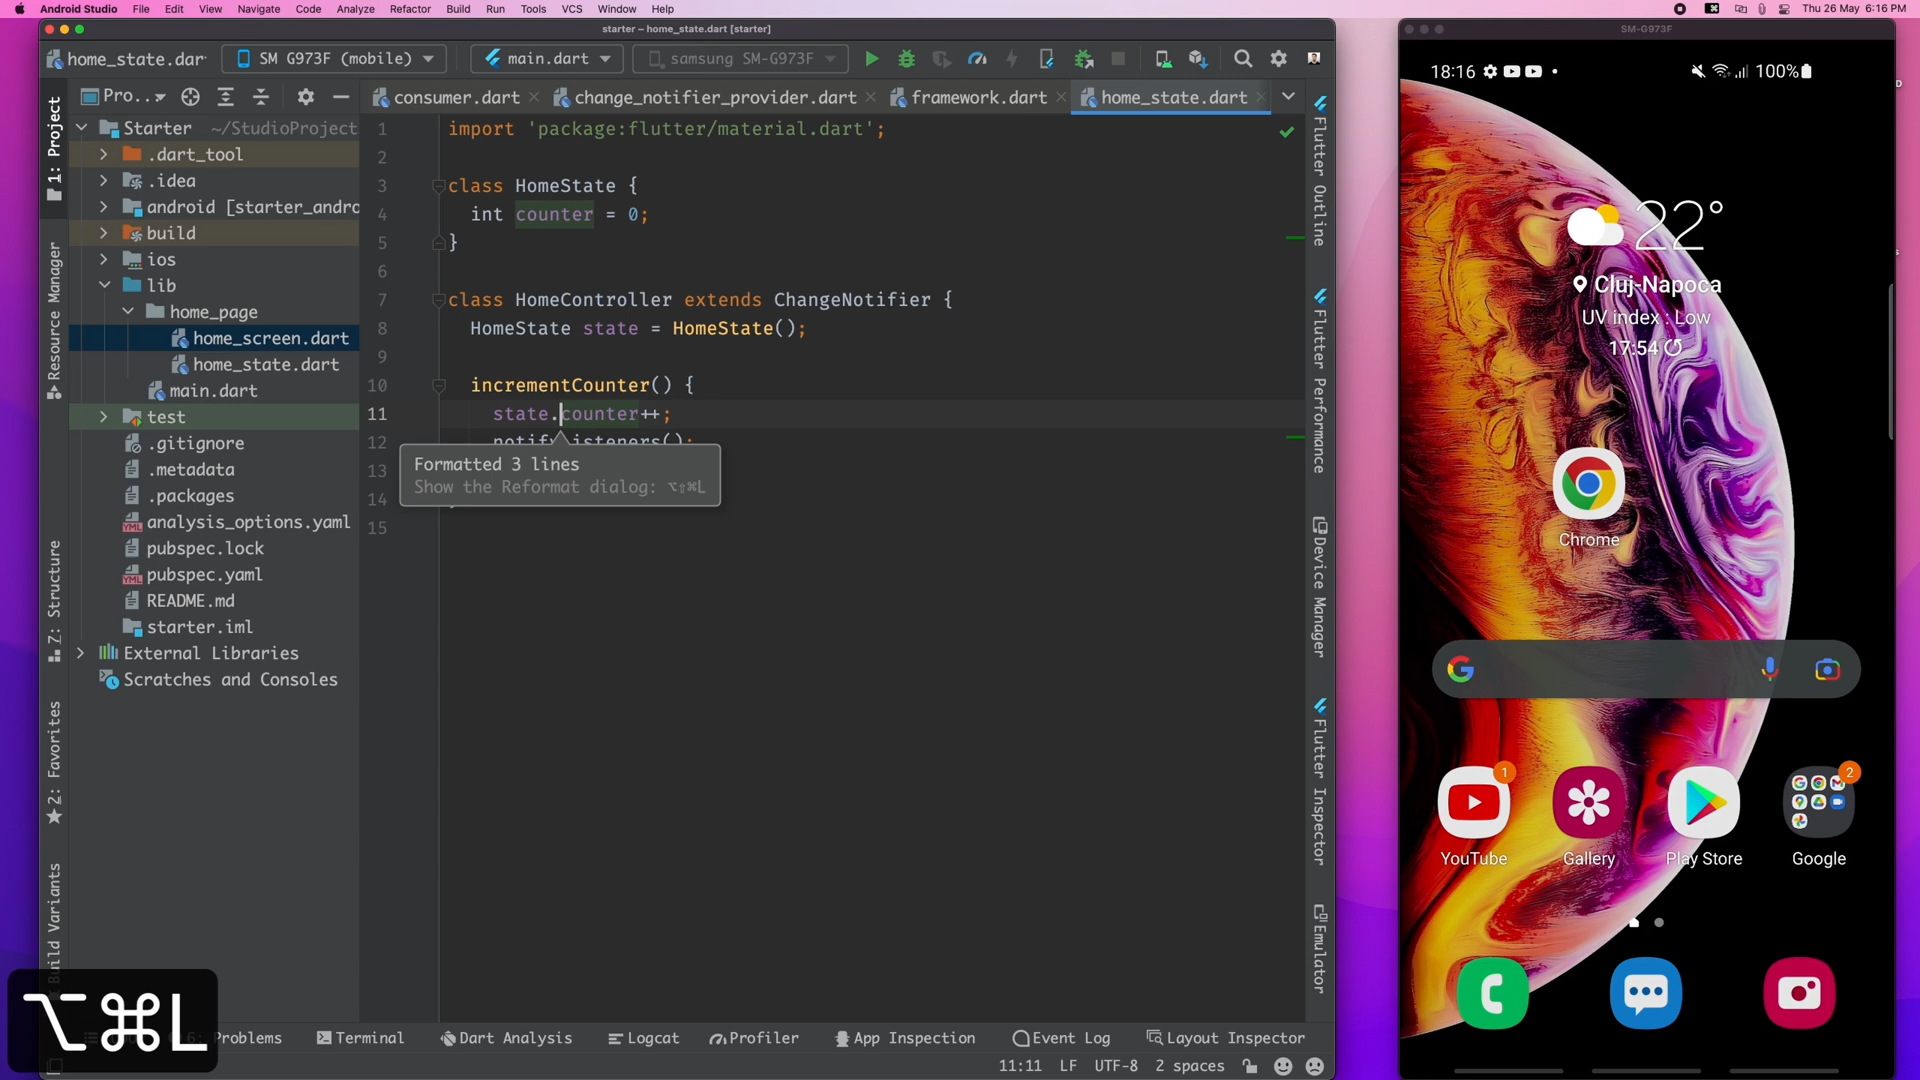 Android Studio File Edit View Navigate Code Analyze Refactor Build Run Tools VCS Window Help
Thu 26 May 6:16 PM
starter – home_state.dart [starter]
SM-G973F
home_state.dar
SM G973F (mobile)
main.dart
samsung SM-G973F
Pro...
consumer.dart
change_notifier_provider.dart
framework.dart
home_state.dart
1: Project
Resource Manager
Z: Structure
2: Favorites
Build Variants
Starter ~/StudioProject
.dart_tool
.idea
android [starter_andro
build
ios
lib
home_page
home_screen.dart
home_state.dart
main.dart
test
.gitignore
.metadata
.packages
analysis_options.yaml
pubspec.lock
pubspec.yaml
README.md
starter.iml
External Libraries
Scratches and Consoles
1 import 'package:flutter/material.dart';
2
3 class HomeState {
4 int counter = 0;
5 }
6
7 class HomeController extends ChangeNotifier {
8 HomeState state = HomeState();
9
10 incrementCounter() {
11 state.counter++;
12 notifyListeners();
13
14
15
Formatted 3 lines
Show the Reformat dialog: ⌥⇧⌘L
Flutter Outline
Flutter Performance
Device Manager
Flutter Inspector
Emulator
⌥⌘L
Problems
Terminal
Dart Analysis
Logcat
Profiler
App Inspection
Event Log
Layout Inspector
11:11 LF UTF-8 2 spaces
18:16
100%
22°
Cluj-Napoca
UV index : Low
17:54
Chrome
1
2
YouTube
Gallery
Play Store
Google